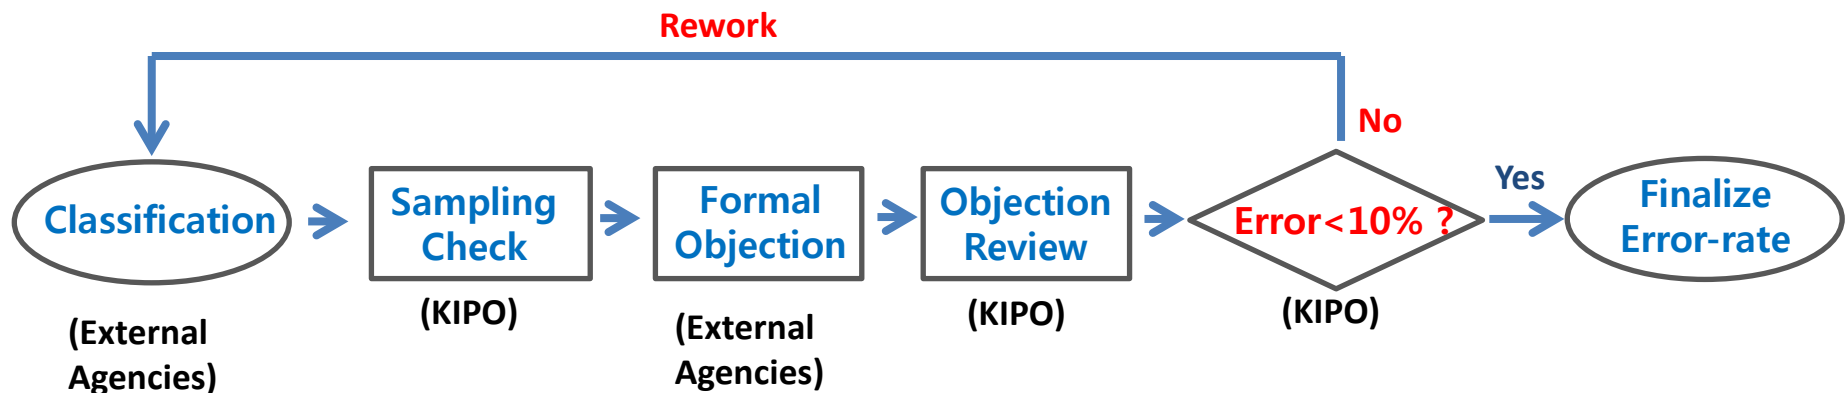 Rework
No
Classification
Sampling
Check
Formal
Objection
Objection
Review
Error<10% ?
Yes
Finalize
Error-rate
(External
Agencies)
(KIPO)
(External
Agencies)
(KIPO)
(KIPO)